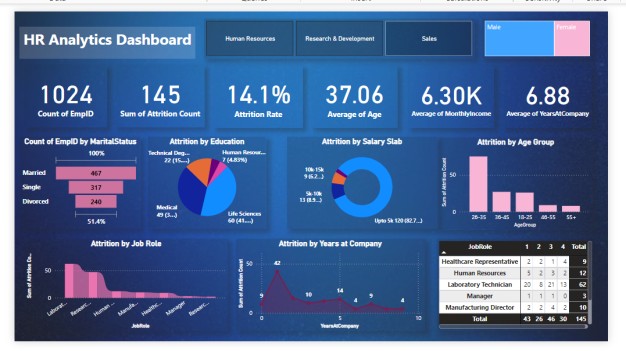 HR Analytics Dashboard
Human Resources
Research & Development
Sales
Male
Female
1024
Count of EmpID
145
Sum of Attrition Count
14.1%
Attrition Rate
37.06
Average of Age
6.30K
Average of MonthlyIncome
6.88
Average of YearsAtCompany
Count of EmpID by MaritalStatus
100%
Married
467
Single
317
Divorced
240
51.4%
Attrition by Education
Technical Deg...
22 (15....)
Human Resour...
7 (4.83%)
Medical
49 (3...)
Life Sciences
60 (41....)
Attrition by Salary Slab
10k-15k
9 (6.2...)
5k-10k
13 (8.9...)
Upto 5k 120 (82.7...)
Attrition by Age Group
Sum of Attrition Count
50
0
26-35
36-45
18-25
46-55
55+
AgeGroup
Attrition by Job Role
Sum of Attrition Co...
50
0
Laborat...
Researc...
Human ...
Manufa...
Healthc...
Manager
Researc...
JobRole
Attrition by Years at Company
Sum of Attrition Count
50
0
9
42
10
14
4
9
4
0
5
10
YearsAtCompany
JobRole 1 2 3 4 Total
Healthcare Representative 2 2 1 4 9
Human Resources 5 2 3 2 12
Laboratory Technician 20 8 21 13 62
Manager 1 1 1 0 3
Manufacturing Director 2 2 4 2 10
Total 43 26 46 30 145